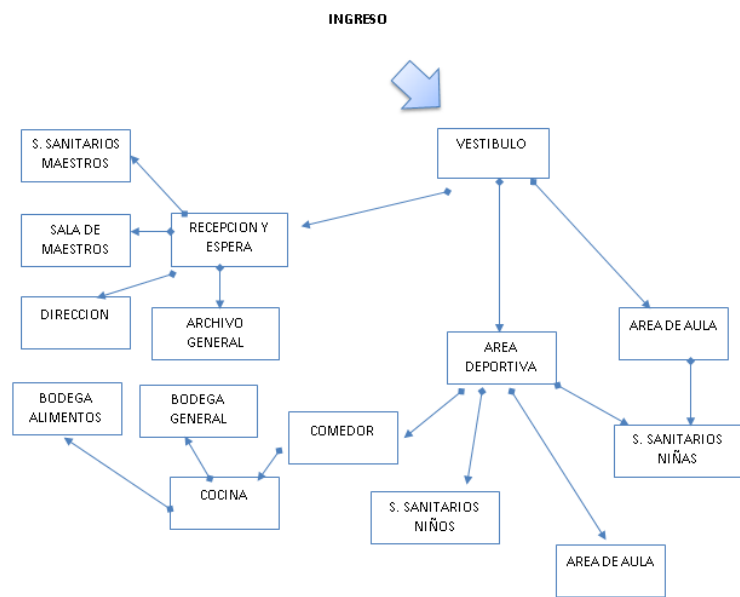 INGRESO
S. SANITARIOS
MAESTROS
VESTIBULO
SALA DE
MAESTROS
RECEPCION Y
ESPERA
DIRECCION
ARCHIVO
GENERAL
AREA DE AULA
AREA
DEPORTIVA
BODEGA
ALIMENTOS
BODEGA
GENERAL
COMEDOR
S. SANITARIOS
NIÑAS
COCINA
S. SANITARIOS
NIÑOS
AREA DE AULA